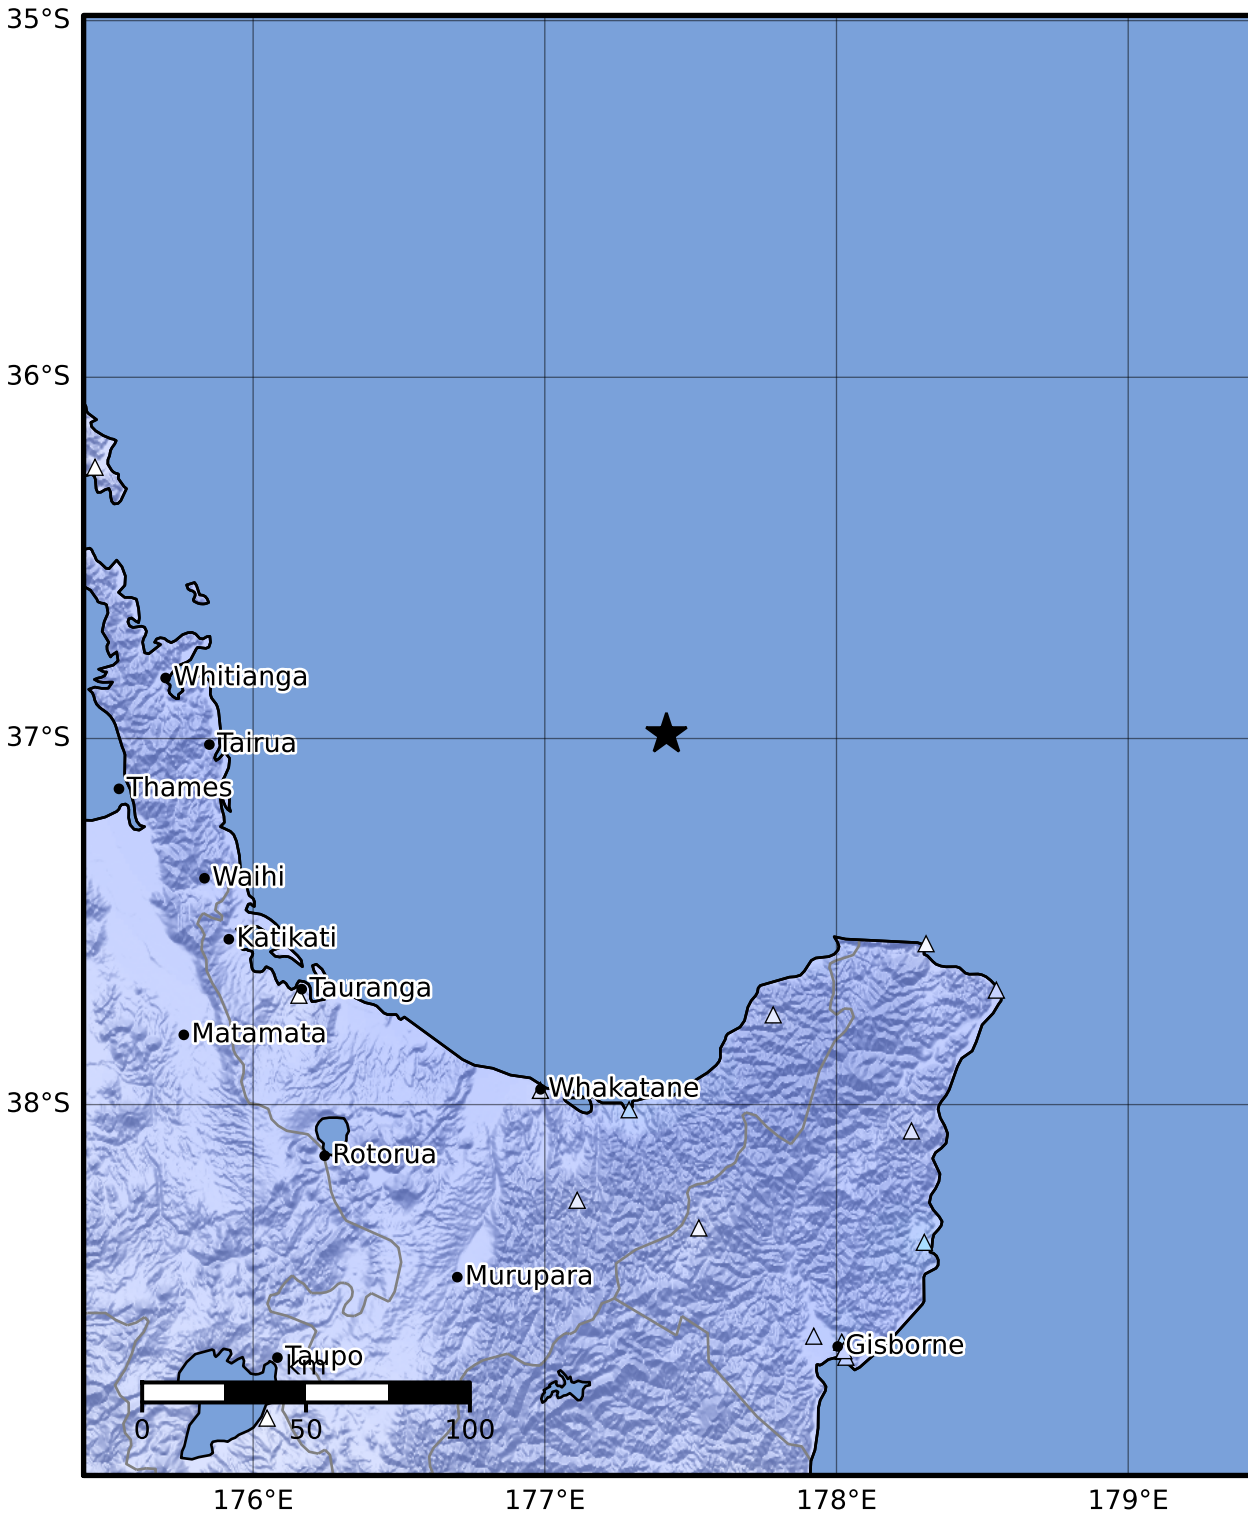 35°S
36°S
Whitianga
37°S
Tairua
Thames
Waihi
Katikati
Tauranga
Matamata
Whakatane
38°S
Rotorua
Murupara
Gisborne
Taupo
km
0 50 100
176°E 177°E 178°E 179°E